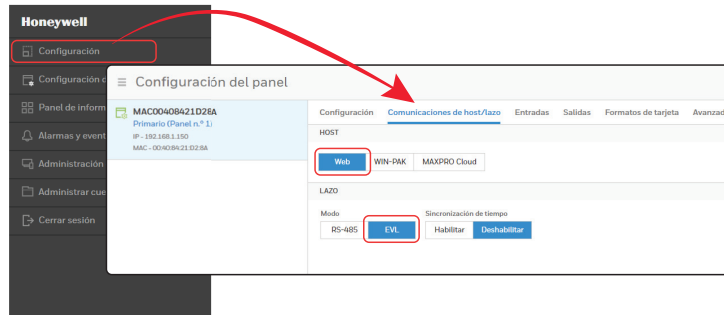 Honeywell
Configuración
Configuración d
Panel de inform
Alarmas y event
Administración
Administrar cue
Cerrar sesión
Configuración del panel
MAC00408421D28A
Primario (Panel n.º 1)
IP - 192.168.1.150
MAC - 00:40:84:21:D2:8A
Configuración Comunicaciones de host/lazo Entradas Salidas Formatos de tarjeta Avanzad
HOST
Web WIN-PAK MAXPRO Cloud
LAZO
Modo Sincronización de tiempo
RS-485 EVL Habilitar Deshabilitar